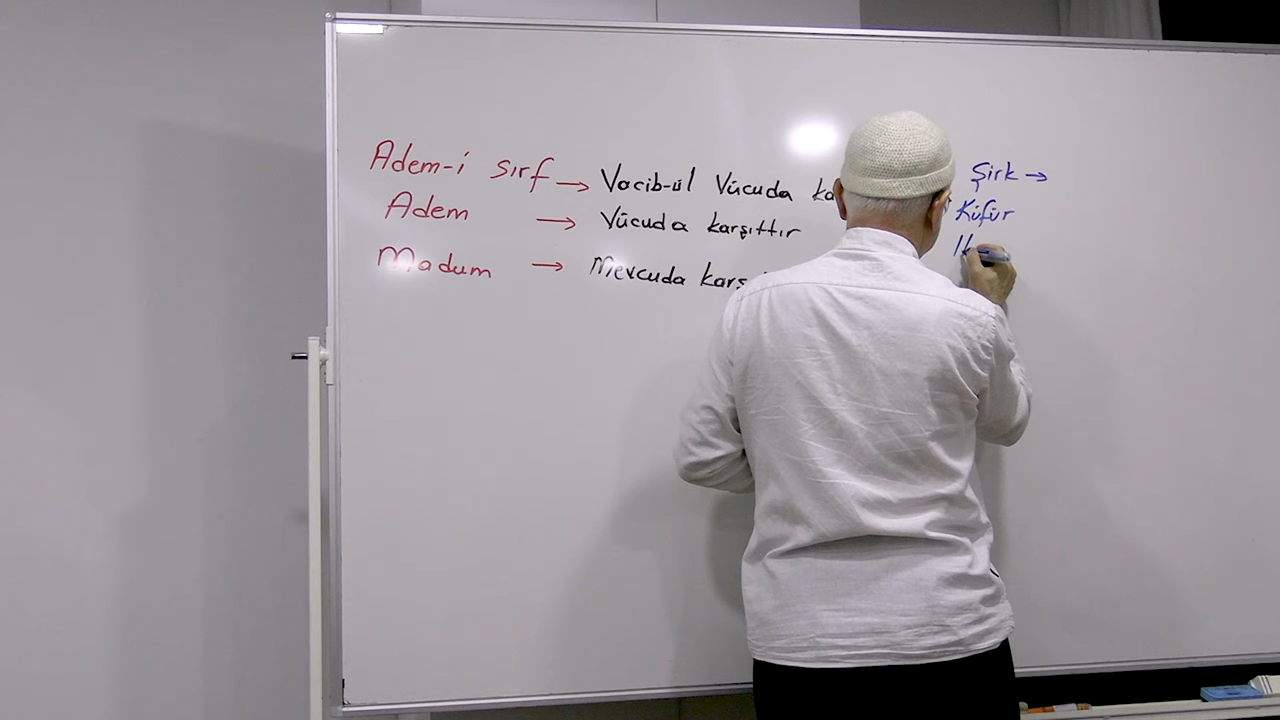 Adem-i sırf → Vacib-ül Vücuda
Adem → Vücuda karşıttır
Madum → Mevcuda
Şirk →
Küfür